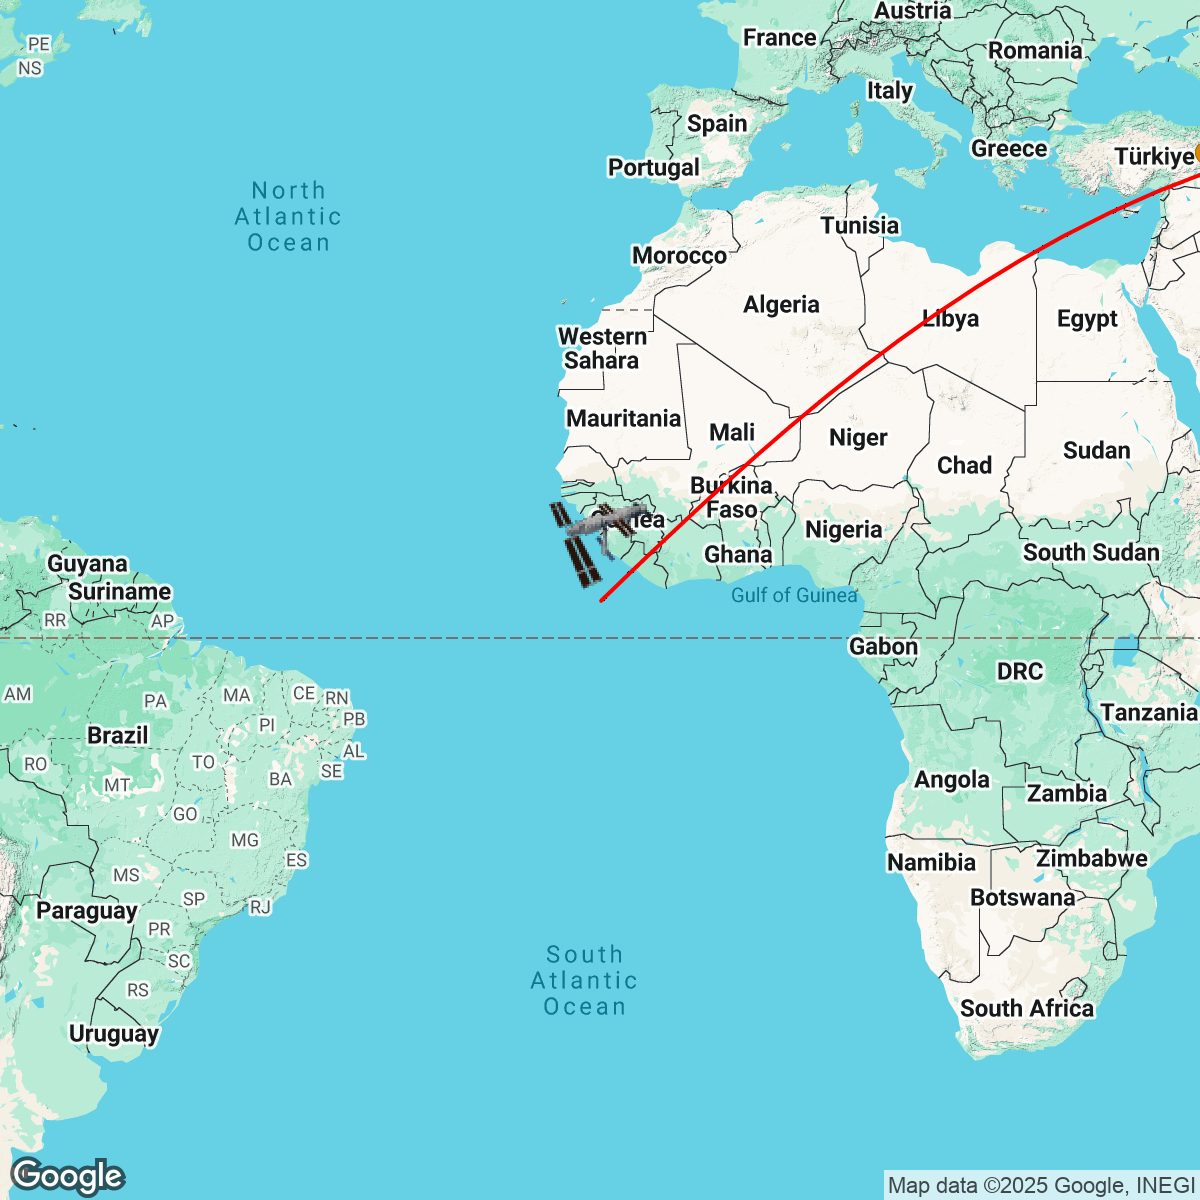 Austria
PE
France
Romania
NS
Italy
Spain
Greece
Türkiye
Portugal
North
Atlantic
Ocean
Tunisia
Morocco
Algeria
Libya
Egypt
Western
Sahara
Mauritania
Mali
Niger
Sudan
Chad
Burkina
Faso
Nigeria
Ghana
South Sudan
Guyana
Suriname
Gulf of Guinea
RR
AP
Gabon
DRC
AM
PA
MA
CE
RN
Tanzania
PB
PI
Brazil
AL
RO
TO
SE
BA
MT
Angola
Zambia
GO
MG
ES
Namibia
Zimbabwe
MS
SP
Botswana
RJ
Paraguay
PR
SC
South
Atlantic
Ocean
RS
South Africa
Uruguay
Google
Map data ©2025 Google, INEGI